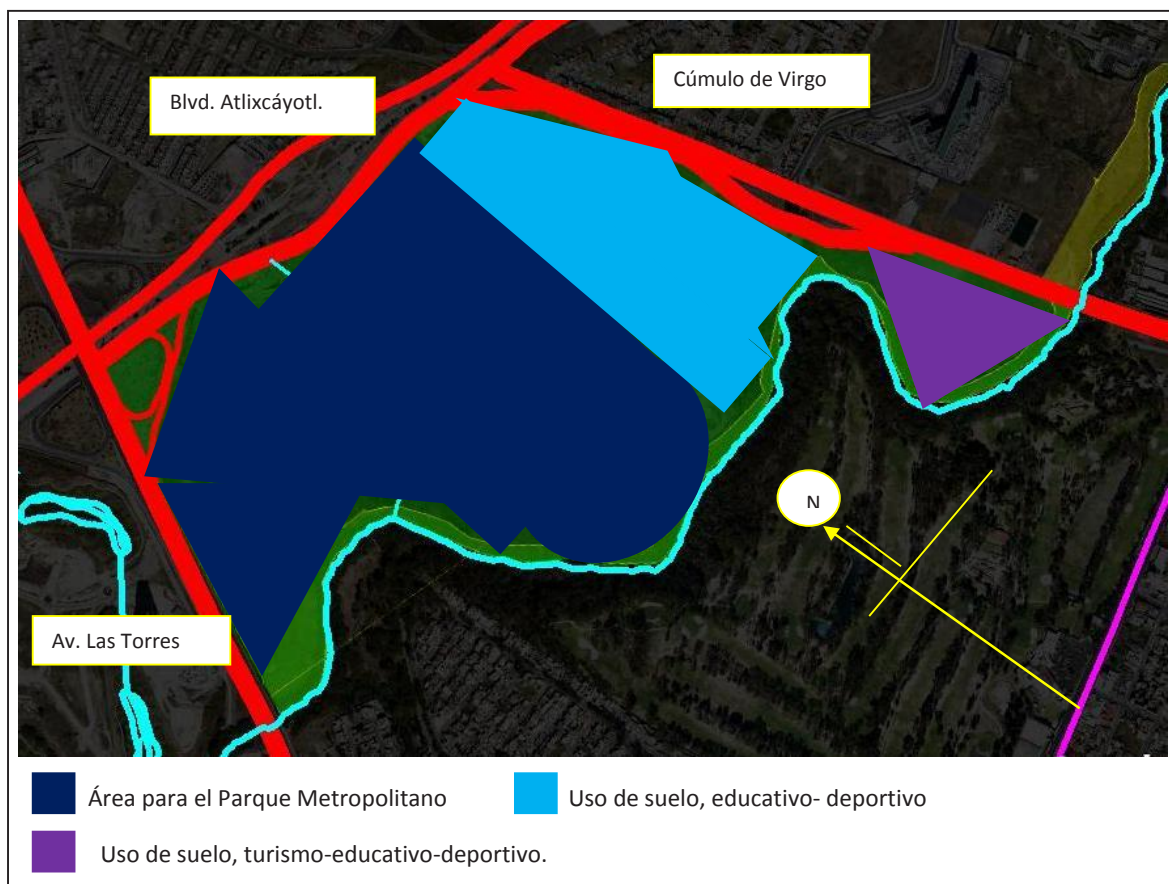 Blvd. Atlixcáyotl.
Cúmulo de Virgo
N
Av. Las Torres
Área para el Parque Metropolitano
Uso de suelo, educativo- deportivo
Uso de suelo, turismo-educativo-deportivo.